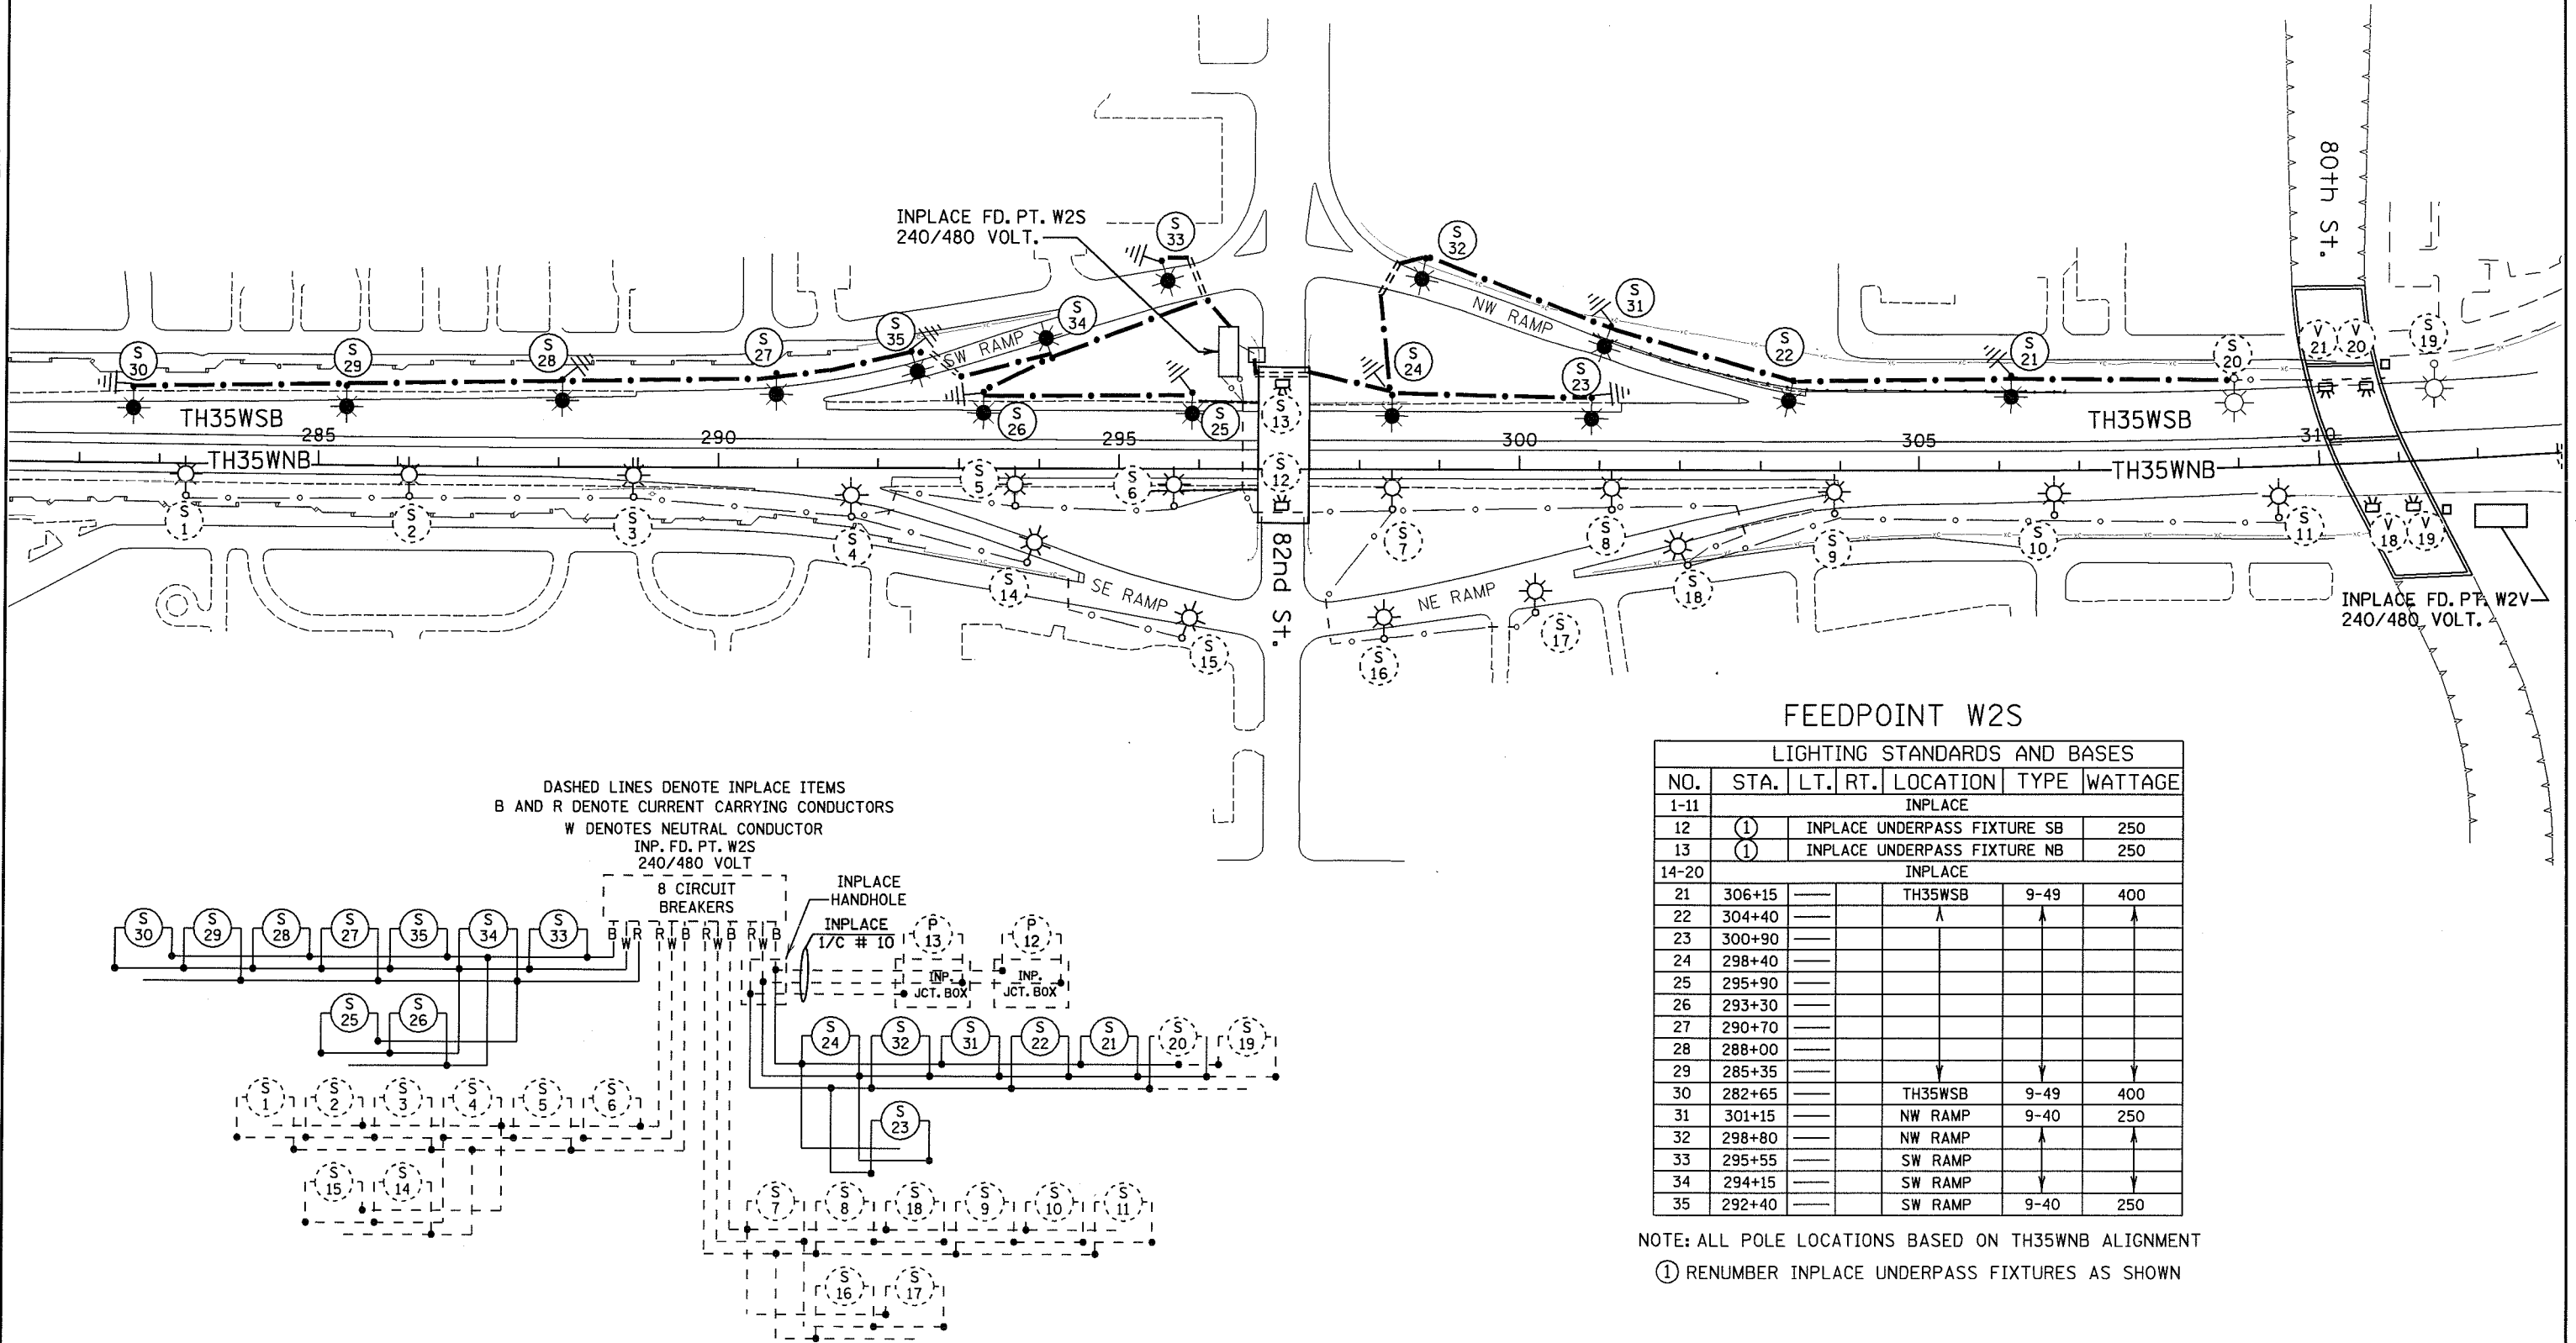 80th St.
INPLACE FD. PT. W2S
240/480 VOLT.
S 33
S 32
S 31
NW RAMP
S 34
S 35
SW RAMP
S 30
S 29
S 28
S 27
S 24
S 23
S 22
S 21
S 20
V 21
V 20
S 19
S 26
S 25
S 13
TH35WSB
TH35WSB
285
290
295
300
305
310
TH35WNB
TH35WNB
S 5
S 6
S 12
S 1
S 2
S 3
S 4
S 7
S 8
S 9
S 10
S 11
V 18
V 19
S 14
SE RAMP
82nd St.
NE RAMP
S 18
S 15
S 16
S 17
INPLACE FD. PT. W2V
240/480 VOLT.
FEEDPOINT W2S
LIGHTING STANDARDS AND BASES
NO. STA. LT. RT. LOCATION TYPE WATTAGE
1-11 INPLACE
12 1 INPLACE UNDERPASS FIXTURE SB 250
13 1 INPLACE UNDERPASS FIXTURE NB 250
14-20 INPLACE
21 306+15 TH35WSB 9-49 400
22 304+40
23 300+90
24 298+40
25 295+90
26 293+30
27 290+70
28 288+00
29 285+35
30 282+65 TH35WSB 9-49 400
31 301+15 NW RAMP 9-40 250
32 298+80 NW RAMP
33 295+55 SW RAMP
34 294+15 SW RAMP
35 292+40 SW RAMP 9-40 250
NOTE: ALL POLE LOCATIONS BASED ON TH35WNB ALIGNMENT
1 RENUMBER INPLACE UNDERPASS FIXTURES AS SHOWN
DASHED LINES DENOTE INPLACE ITEMS
B AND R DENOTE CURRENT CARRYING CONDUCTORS
W DENOTES NEUTRAL CONDUCTOR
INP. FD. PT. W2S
240/480 VOLT
8 CIRCUIT
BREAKERS
INPLACE
HANDHOLE
INPLACE
1/C # 10
B W R R W B R W B R W B
S 30
S 29
S 28
S 27
S 35
S 34
S 33
P 13
P 12
INP.
JCT. BOX
INP.
JCT. BOX
S 25
S 26
S 24
S 32
S 31
S 22
S 21
S 20
S 19
S 23
S 1
S 2
S 3
S 4
S 5
S 6
S 15
S 14
S 7
S 8
S 18
S 9
S 10
S 11
S 16
S 17